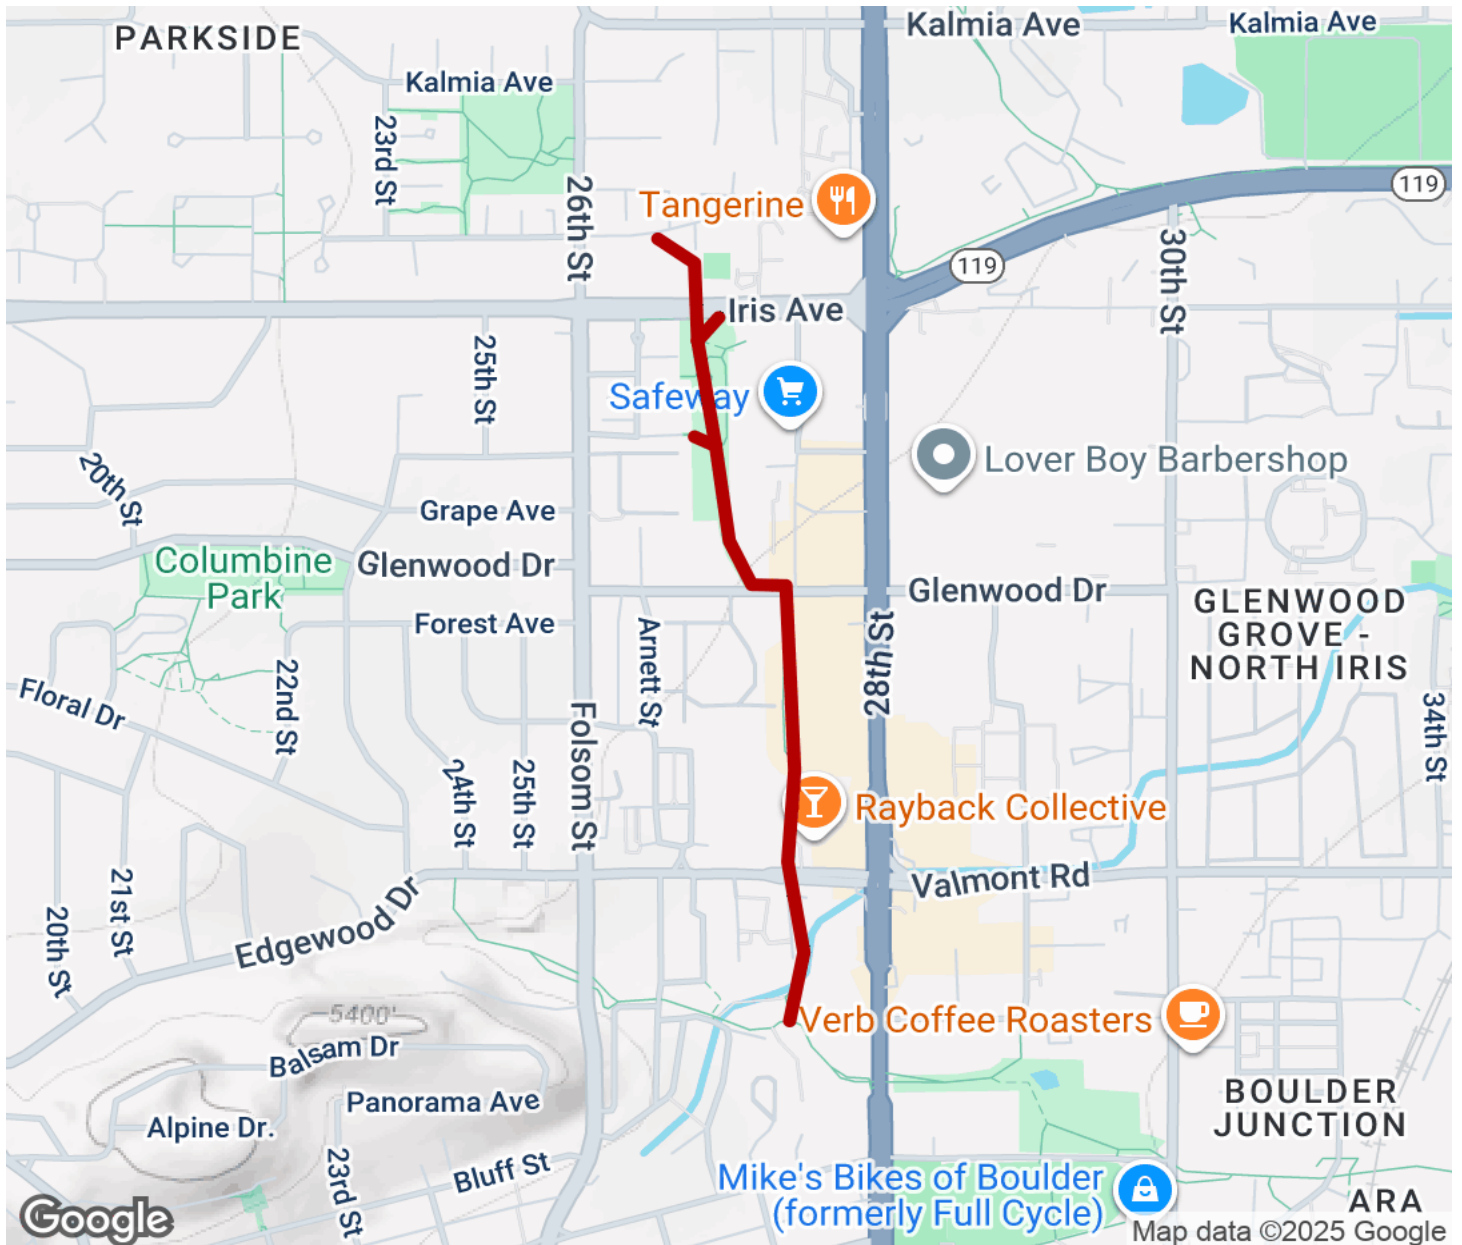 PARKSIDE
Kalmia Ave
Kalmia Ave
Kalmia Ave
23rd St
26th St
Tangerine
119
119
30th St
Iris Ave
25th St
Safeway
Lover Boy Barbershop
20th St
Grape Ave
Columbine
Park
Glenwood Dr
Glenwood Dr
GLENWOOD
GROVE -
NORTH IRIS
Forest Ave
Arnett St
28th St
Floral Dr
22nd St
Folsom St
34th St
24th St
25th St
Rayback Collective
Valmont Rd
21st St
20th St
Edgewood Dr
5400'
Verb Coffee Roasters
Balsam Dr
Panorama Ave
Alpine Dr.
BOULDER
JUNCTION
23rd St
Bluff St
Mike's Bikes of Boulder
(formerly Full Cycle)
ARA
Google
Map data ©2025 Google